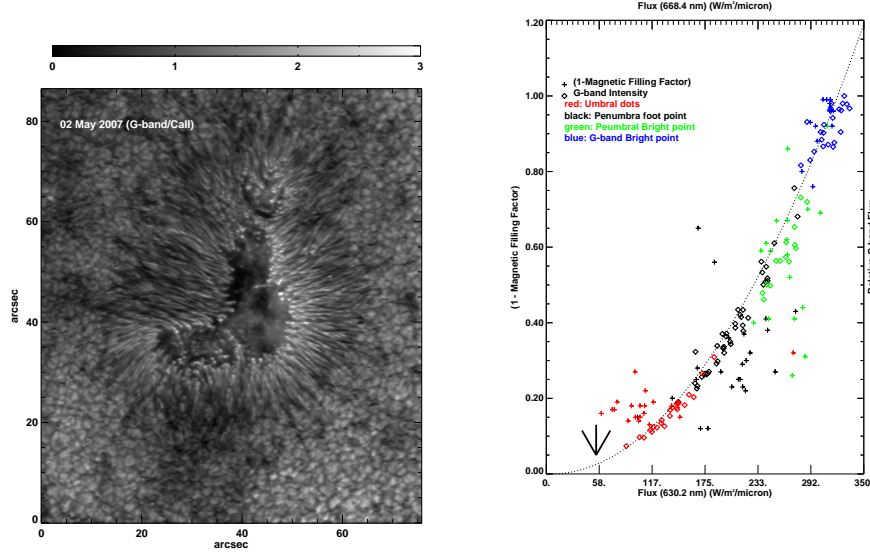 0 1 2 3
80
60
40
20
0
02 May 2007 (G-band/CaII)
arcsec
0 20 40 60
arcsec
Flux (668.4 nm) (W/m²/micron)
1.20
1.00
0.80
0.60
0.40
0.20
0.00
(1- Magnetic Filling Factor)
(1-Magnetic Filling Factor)
G-band Intensity
red: Umbral dots
black: Penumbra foot point
green: Peumbral Bright point
blue: G-band Bright point
0. 58. 117. 175. 233. 292. 350
Flux (630.2 nm) (W/m²/micron)